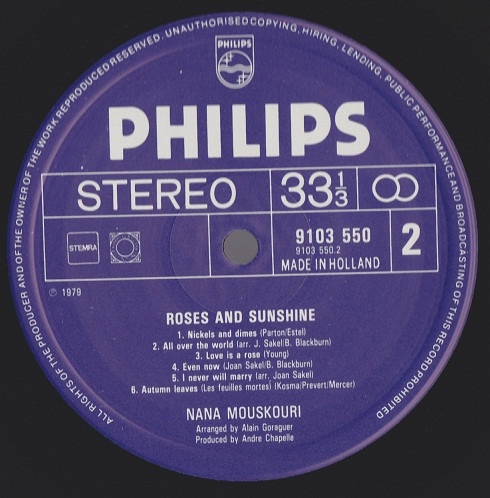 ALL RIGHTS OF THE PRODUCER AND OF THE OWNER OF THE WORK REPRODUCED RESERVED. UNAUTHORISED COPYING, HIRING, LENDING, PUBLIC PERFORMANCE AND BROADCASTING OF THIS RECORD PROHIBITED
PHILIPS
PHILIPS
STEREO 33 1/3
STEMRA
9103 550
9103 550.2
MADE IN HOLLAND
2
℗ 1979
ROSES AND SUNSHINE
1. Nickels and dimes (Parton/Estel)
2. All over the world (arr. J. Sakel/B. Blackburn)
3. Love is a rose (Young)
4. Even now (Joan Sakel/B. Blackburn)
5. I never will marry (arr. Joan Sakel)
6. Autumn leaves (Les feuilles mortes) (Kosma/Prevert/Mercer)
NANA MOUSKOURI
Arranged by Alain Goraguer
Produced by Andre Chapelle